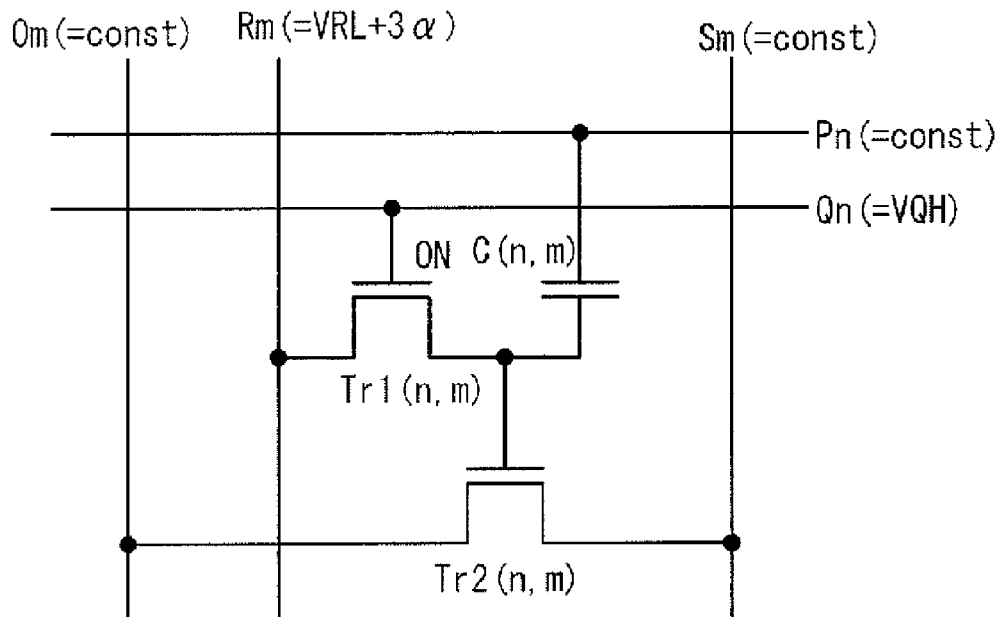 Om(=const)
Rm(=VRL+3α)
Sm(=const)
Pn(=const)
Qn(=VQH)
ON
C(n,m)
Tr1(n,m)
Tr2(n,m)